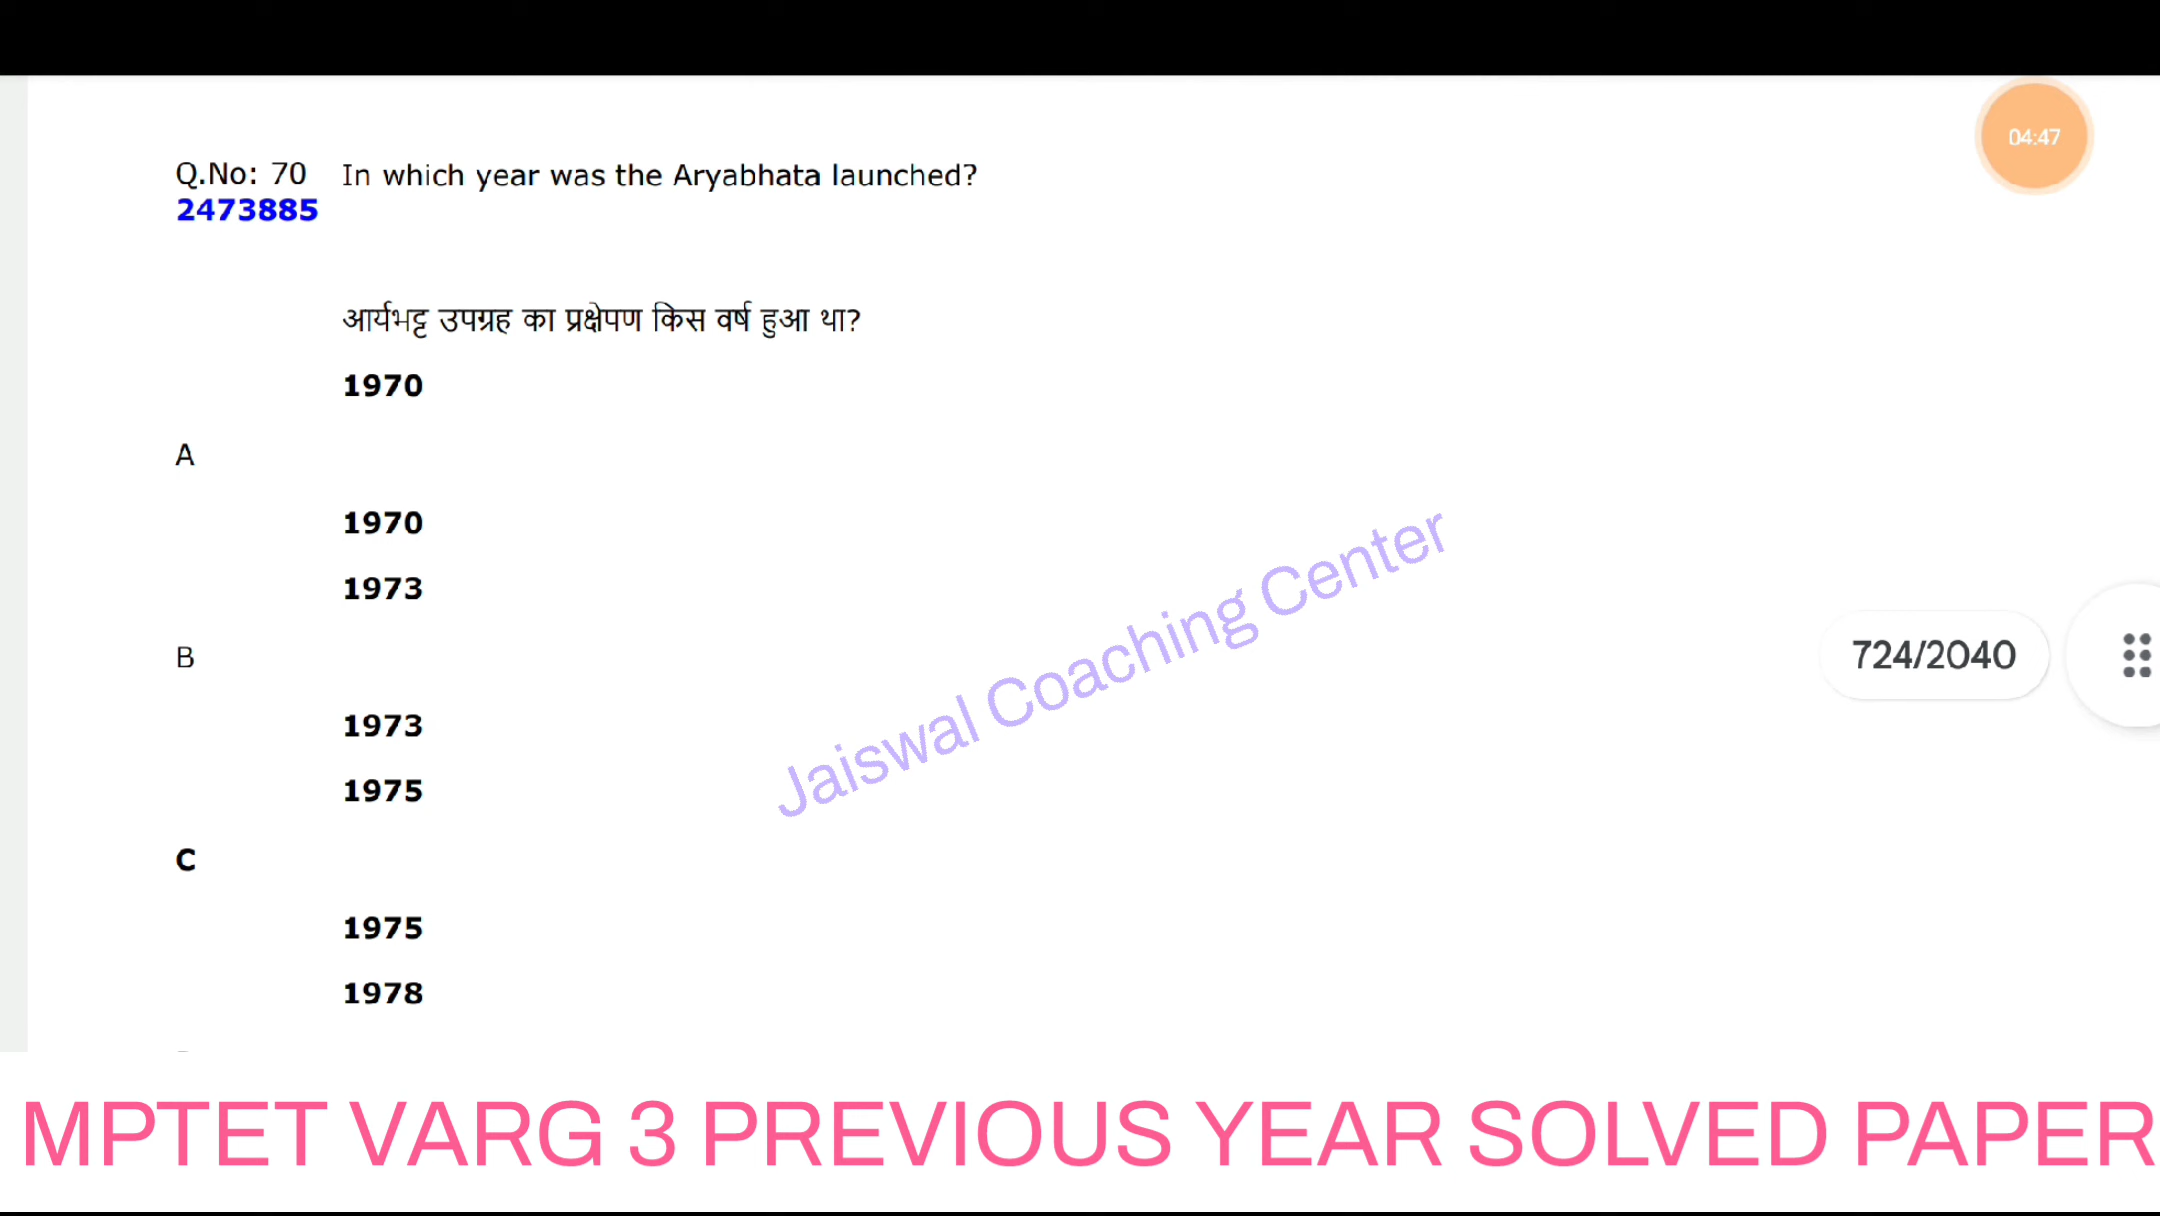 04:47
Q.No: 70 In which year was the Aryabhata launched?
2473885
आर्यभट्ट उपग्रह का प्रक्षेपण किस वर्ष हुआ था?
1970
A
1970
1973
B
1973
1975
C
1975
1978
Jaiswal Coaching Center
724/2040
MPTET VARG 3 PREVIOUS YEAR SOLVED PAPER